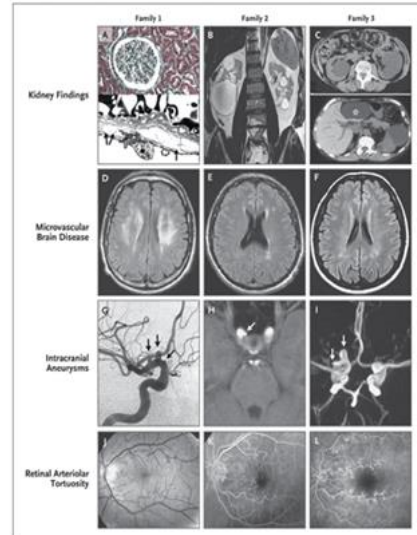 Family 1 Family 2 Family 3
A B C
Kidney Findings
D E F
Microvascular
Brain Disease
G H I
Intracranial
Aneurysms
J K L
Retinal Arteriolar
Tortuosity